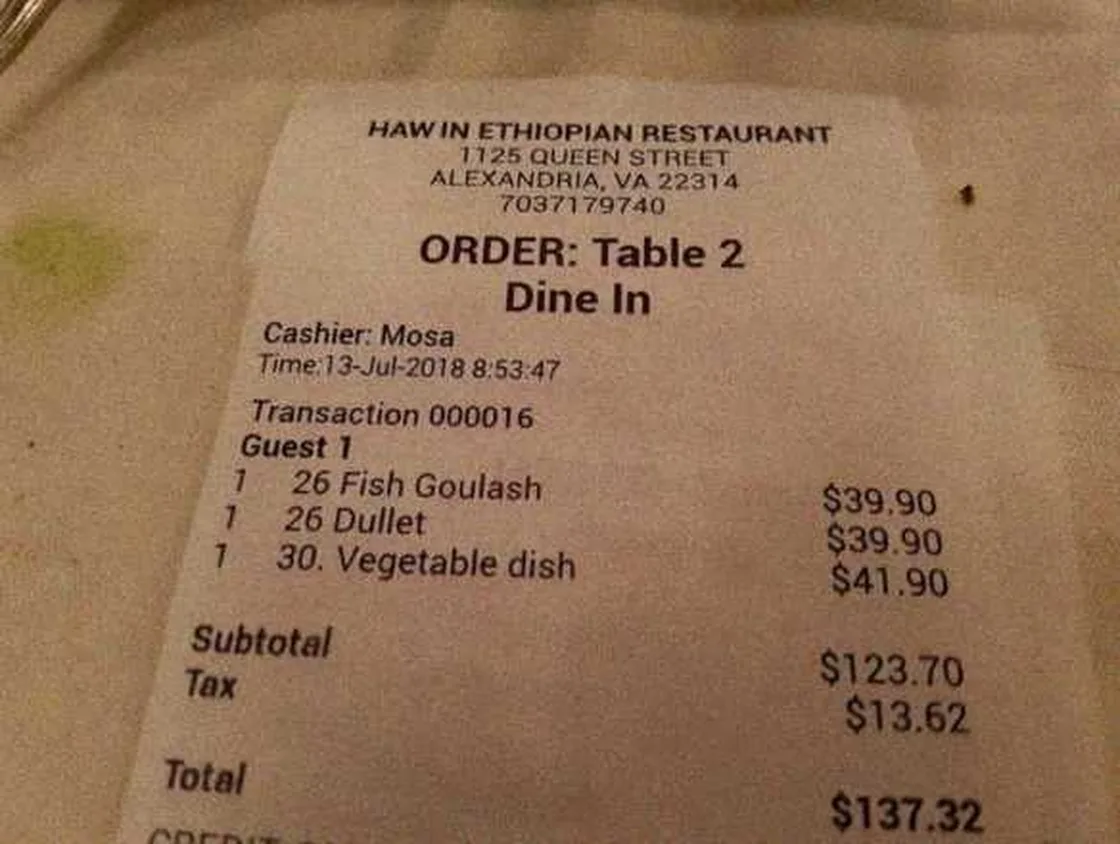 HAWIN ETHIOPIAN RESTAURANT
1125 QUEEN STREET
ALEXANDRIA, VA 22314
7037179740
ORDER: Table 2
Dine In
Cashier: Mosa
Time:13-Jul-2018 8:53:47
Transaction 000016
Guest 1
1 26 Fish Goulash $39.90
1 26 Dullet $39.90
1 30. Vegetable dish $41.90
Subtotal $123.70
Tax $13.62
Total $137.32
CREDIT